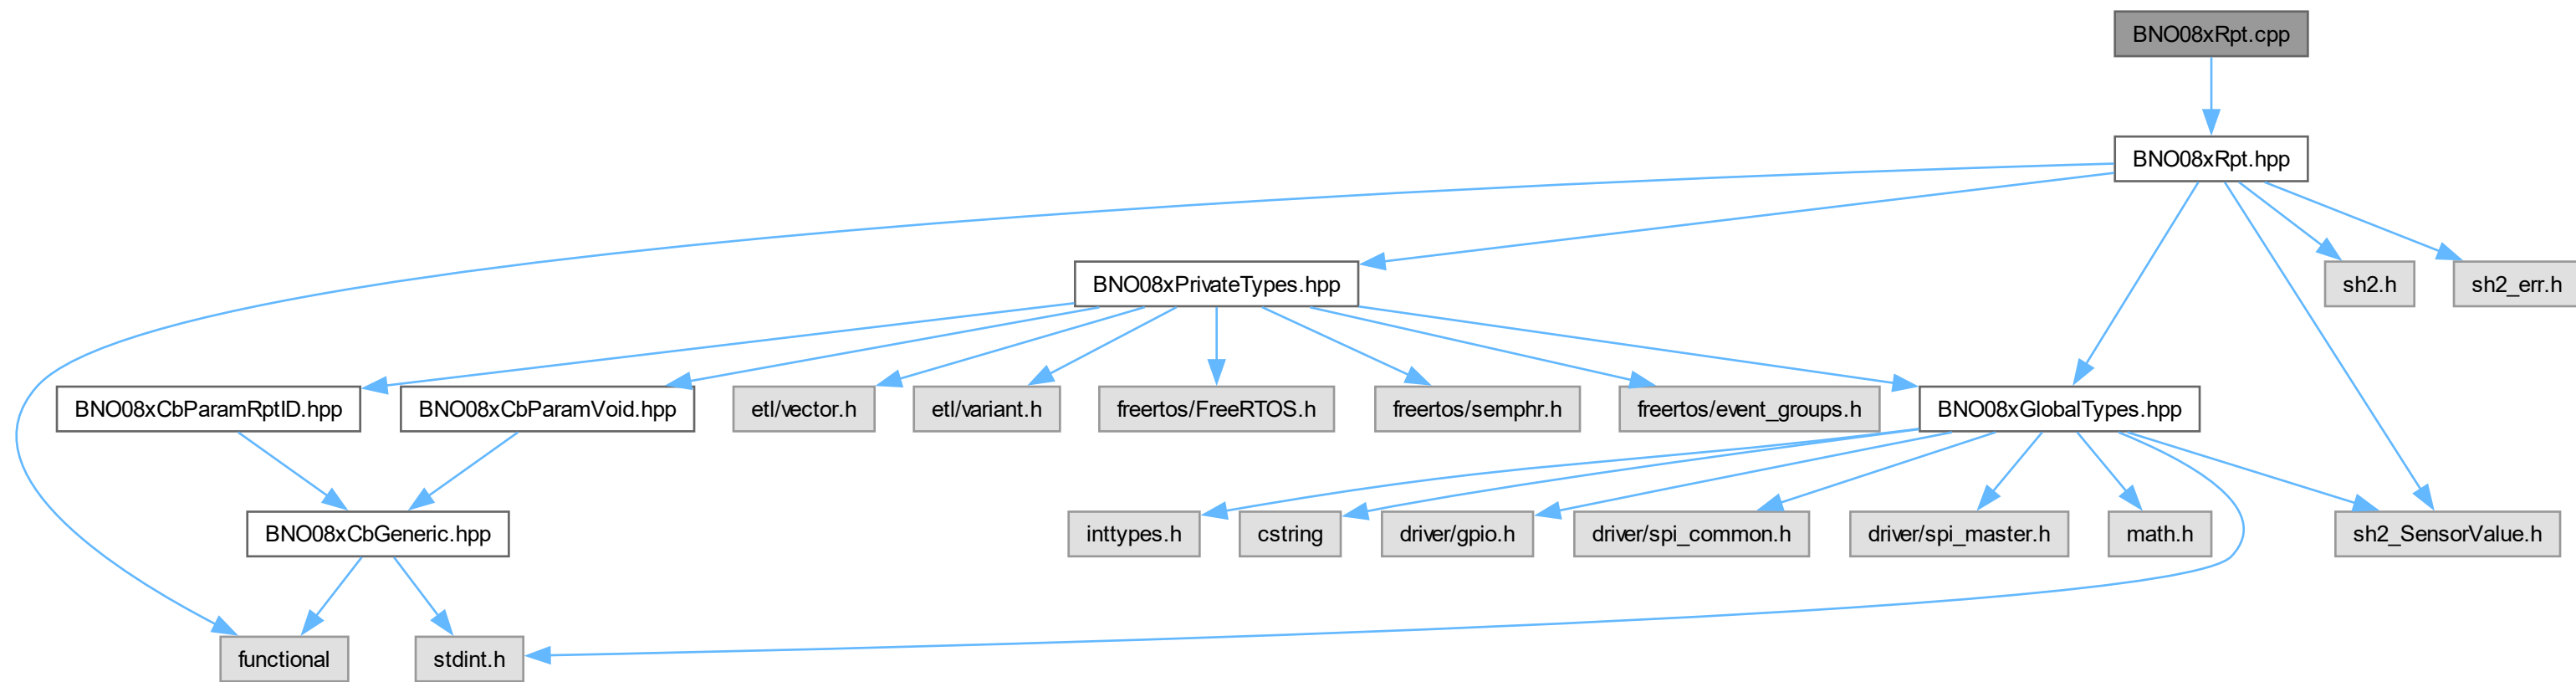 BNO08xRpt.cpp
BNO08xRpt.hpp
BNO08xPrivateTypes.hpp
sh2.h
sh2_err.h
BNO08xCbParamRptID.hpp
BNO08xCbParamVoid.hpp
etl/vector.h
etl/variant.h
freertos/FreeRTOS.h
freertos/semphr.h
freertos/event_groups.h
BNO08xGlobalTypes.hpp
BNO08xCbGeneric.hpp
inttypes.h
cstring
driver/gpio.h
driver/spi_common.h
driver/spi_master.h
math.h
sh2_SensorValue.h
functional
stdint.h